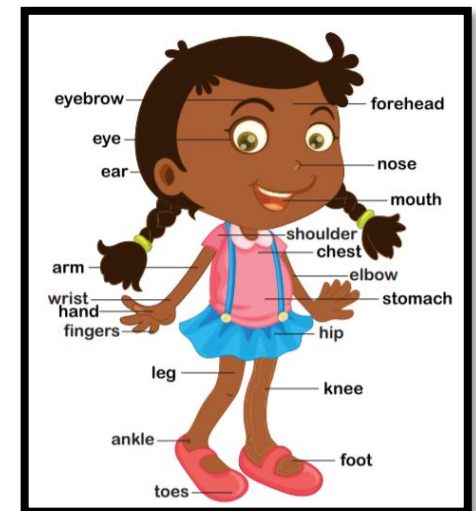 eyebrow
forehead
eye
nose
ear
mouth
shoulder
chest
arm
elbow
wrist
stomach
hand
fingers
hip
leg
knee
ankle
foot
toes